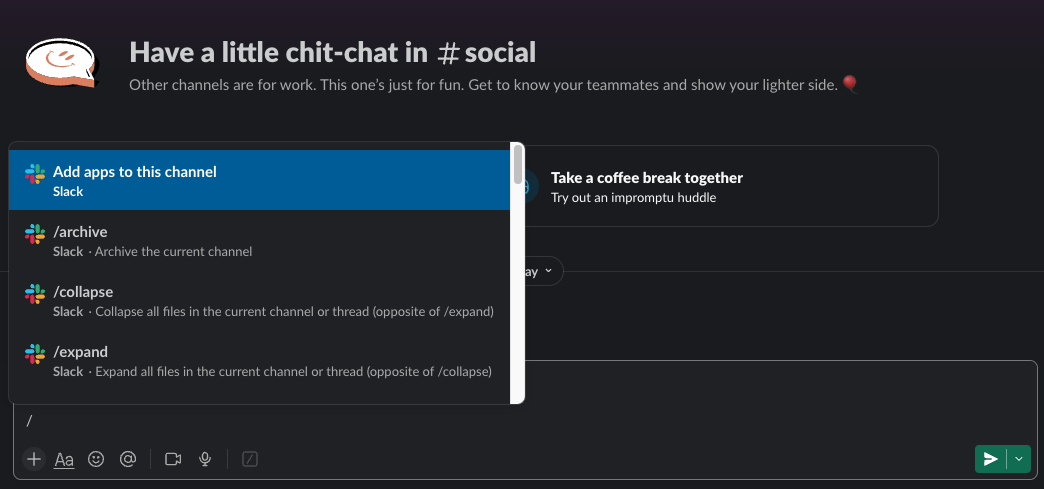 Have a little chit-chat in # social
Other channels are for work. This one's just for fun. Get to know your teammates and show your lighter side.
Add apps to this channel
Slack
/archive
Slack · Archive the current channel
/collapse
Slack · Collapse all files in the current channel or thread (opposite of /expand)
/expand
Slack · Expand all files in the current channel or thread (opposite of /collapse)
Take a coffee break together
Try out an impromptu huddle
ay
/
Aa